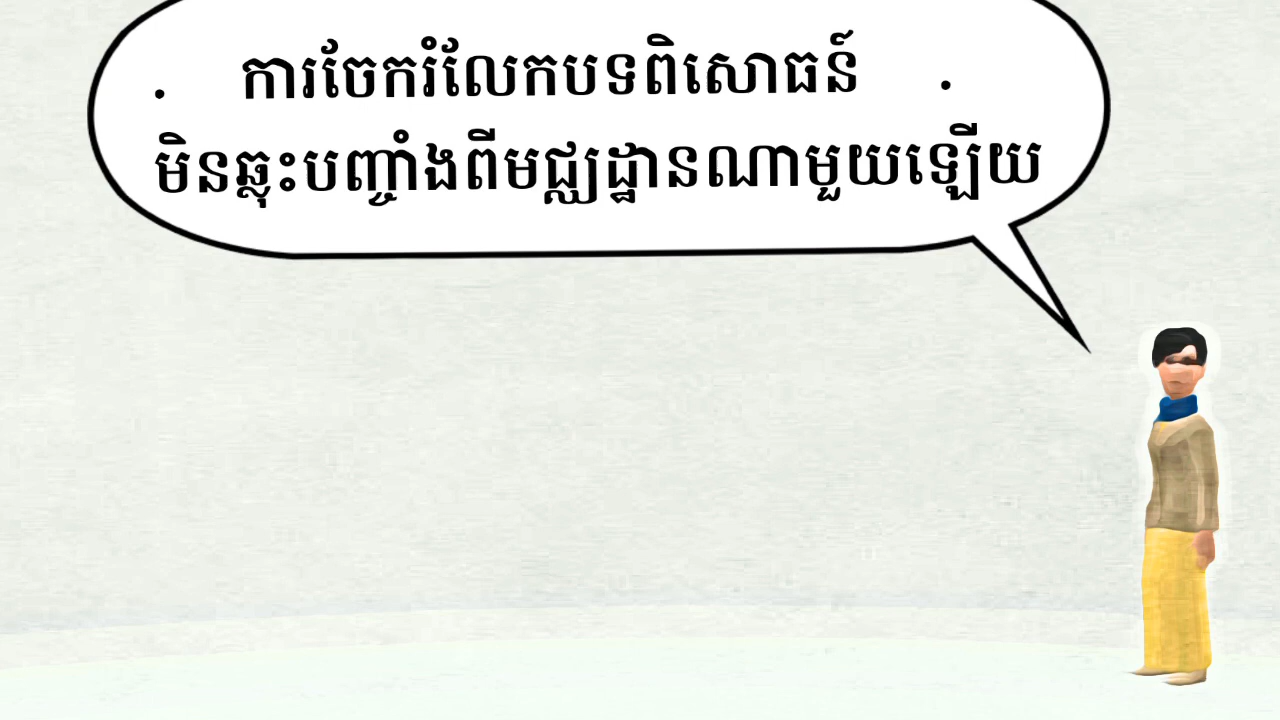 . ការចែករំលែកបទពិសោធន៍ .
មិនឆ្លុះបញ្ចាំងពីមជ្ឈដ្ឋានណាមួយឡើយ